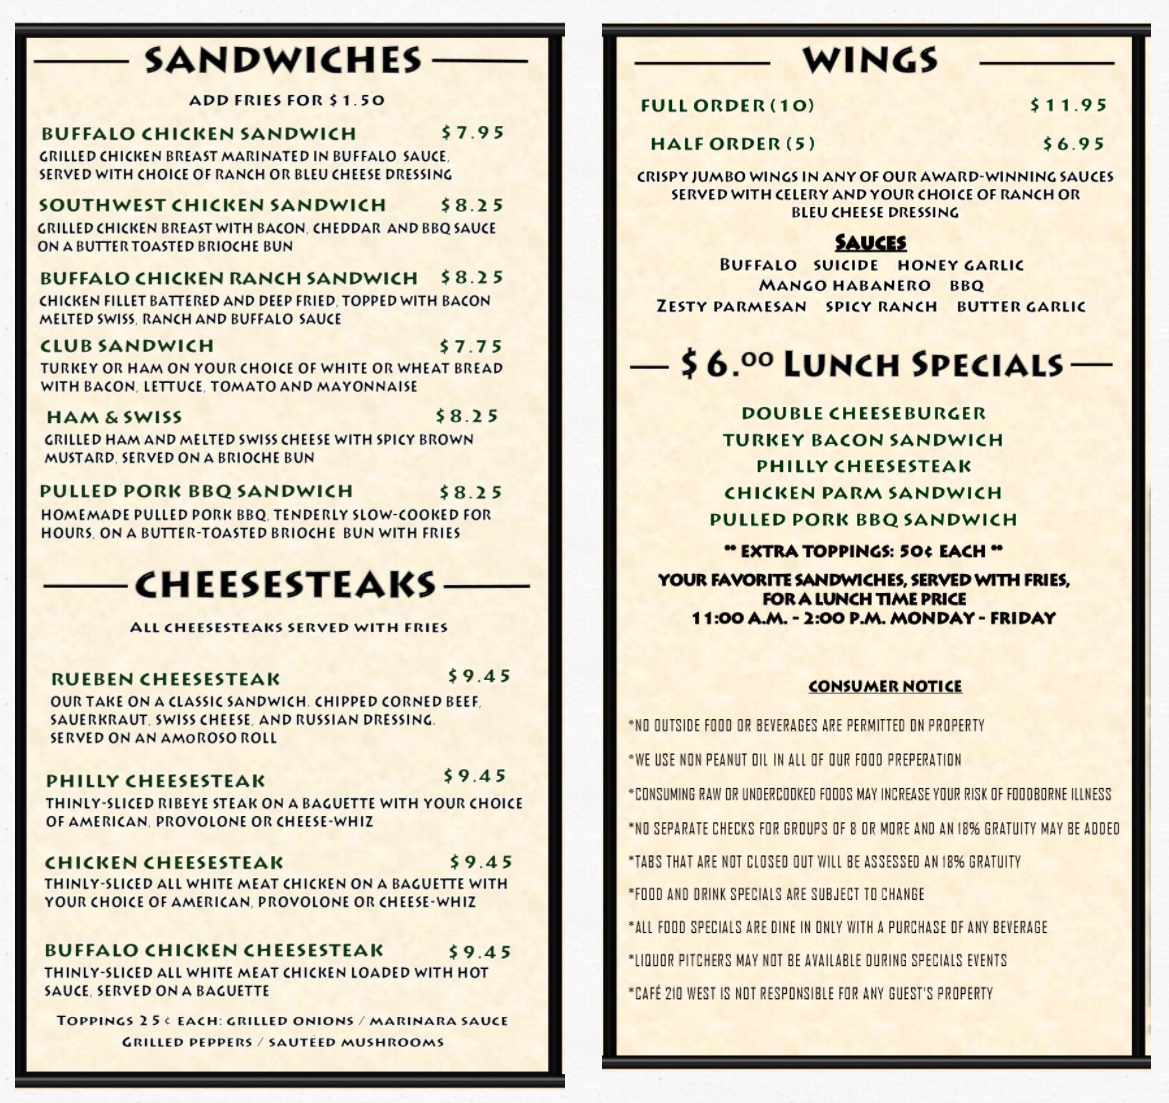 SANDWICHES
ADD FRIES FOR $1.50
BUFFALO CHICKEN SANDWICH $7.95
GRILLED CHICKEN BREAST MARINATED IN BUFFALO SAUCE,
SERVED WITH CHOICE OF RANCH OR BLEU CHEESE DRESSING
SOUTHWEST CHICKEN SANDWICH $8.25
GRILLED CHICKEN BREAST WITH BACON, CHEDDAR AND BBQ SAUCE
ON A BUTTER TOASTED BRIOCHE BUN
BUFFALO CHICKEN RANCH SANDWICH $8.25
CHICKEN FILLET BATTERED AND DEEP FRIED, TOPPED WITH BACON
MELTED SWISS, RANCH AND BUFFALO SAUCE
CLUB SANDWICH $7.75
TURKEY OR HAM ON YOUR CHOICE OF WHITE OR WHEAT BREAD
WITH BACON, LETTUCE, TOMATO AND MAYONNAISE
HAM & SWISS $8.25
GRILLED HAM AND MELTED SWISS CHEESE WITH SPICY BROWN
MUSTARD, SERVED ON A BRIOCHE BUN
PULLED PORK BBQ SANDWICH $8.25
HOMEMADE PULLED PORK BBQ, TENDERLY SLOW-COOKED FOR
HOURS, ON A BUTTER-TOASTED BRIOCHE BUN WITH FRIES
CHEESESTEAKS
ALL CHEESESTEAKS SERVED WITH FRIES
RUEBEN CHEESESTEAK $9.45
OUR TAKE ON A CLASSIC SANDWICH. CHIPPED CORNED BEEF,
SAUERKRAUT, SWISS CHEESE, AND RUSSIAN DRESSING.
SERVED ON AN AMOROSO ROLL
PHILLY CHEESESTEAK $9.45
THINLY-SLICED RIBEYE STEAK ON A BAGUETTE WITH YOUR CHOICE
OF AMERICAN, PROVOLONE OR CHEESE-WHIZ
CHICKEN CHEESESTEAK $9.45
THINLY-SLICED ALL WHITE MEAT CHICKEN ON A BAGUETTE WITH
YOUR CHOICE OF AMERICAN, PROVOLONE OR CHEESE-WHIZ
BUFFALO CHICKEN CHEESESTEAK $9.45
THINLY-SLICED ALL WHITE MEAT CHICKEN LOADED WITH HOT
SAUCE, SERVED ON A BAGUETTE
TOPPINGS 25¢ EACH: GRILLED ONIONS / MARINARA SAUCE
GRILLED PEPPERS / SAUTÉED MUSHROOMS
WINGS
FULL ORDER (10) $11.95
HALF ORDER (5) $6.95
CRISPY JUMBO WINGS IN ANY OF OUR AWARD-WINNING SAUCES
SERVED WITH CELERY AND YOUR CHOICE OF RANCH OR
BLEU CHEESE DRESSING
SAUCES
BUFFALO SUICIDE HONEY GARLIC
MANGO HABANERO BBQ
ZESTY PARMESAN SPICY RANCH BUTTER GARLIC
$6.00 LUNCH SPECIALS
DOUBLE CHEESEBURGER
TURKEY BACON SANDWICH
PHILLY CHEESESTEAK
CHICKEN PARM SANDWICH
PULLED PORK BBQ SANDWICH
** EXTRA TOPPINGS: 50¢ EACH **
YOUR FAVORITE SANDWICHES, SERVED WITH FRIES,
FOR A LUNCH TIME PRICE
11:00 A.M. - 2:00 P.M. MONDAY - FRIDAY
CONSUMER NOTICE
*NO OUTSIDE FOOD OR BEVERAGES ARE PERMITTED ON PROPERTY
*WE USE NON PEANUT OIL IN ALL OF OUR FOOD PREPERATION
*CONSUMING RAW OR UNDERCOOKED FOODS MAY INCREASE YOUR RISK OF FOODBORNE ILLNESS
*NO SEPARATE CHECKS FOR GROUPS OF 8 OR MORE AND AN 18% GRATUITY MAY BE ADDED
*TABS THAT ARE NOT CLOSED OUT WILL BE ASSESSED AN 18% GRATUITY
*FOOD AND DRINK SPECIALS ARE SUBJECT TO CHANGE
*ALL FOOD SPECIALS ARE DINE IN ONLY WITH A PURCHASE OF ANY BEVERAGE
*LIQUOR PITCHERS MAY NOT BE AVAILABLE DURING SPECIALS EVENTS
*CAFÉ 210 WEST IS NOT RESPONSIBLE FOR ANY GUEST'S PROPERTY